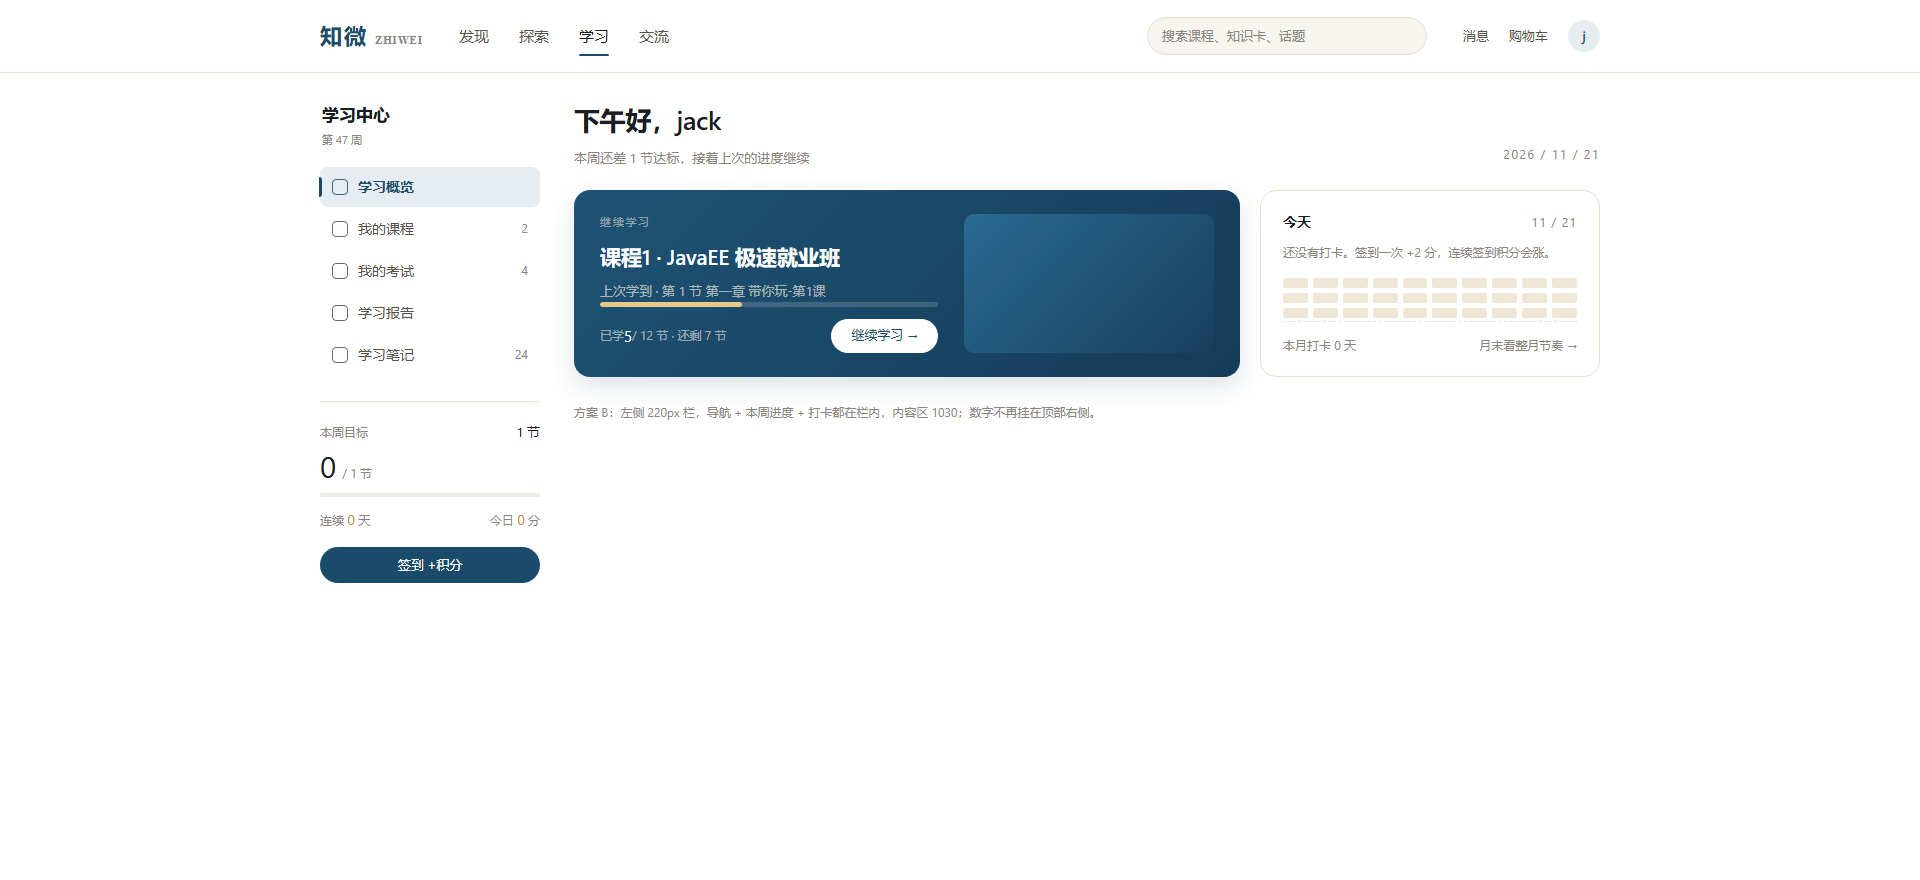 知微 ZHIWEI 发现 探索 学习 交流 搜索课程、知识卡、话题 消息 购物车 j
学习中心
第 47 周
学习概览
我的课程 2
我的考试 4
学习报告
学习笔记 24
本周目标 1 节
0 / 1 节
连续 0 天 今日 0 分
签到 +积分
下午好，jack
本周还差 1 节达标，接着上次的进度继续
2026 / 11 / 21
继续学习
课程1 · JavaEE 极速就业班
上次学到 · 第 1 节 第一章 带你玩-第1课
已学5/ 12 节 · 还剩 7 节
继续学习 →
今天 11 / 21
还没有打卡。签到一次 +2 分，连续签到积分会涨。
本月打卡 0 天 月末看整月节奏 →
方案 B：左侧 220px 栏，导航 + 本周进度 + 打卡都在栏内，内容区 1030；数字不再挂在顶部右侧。